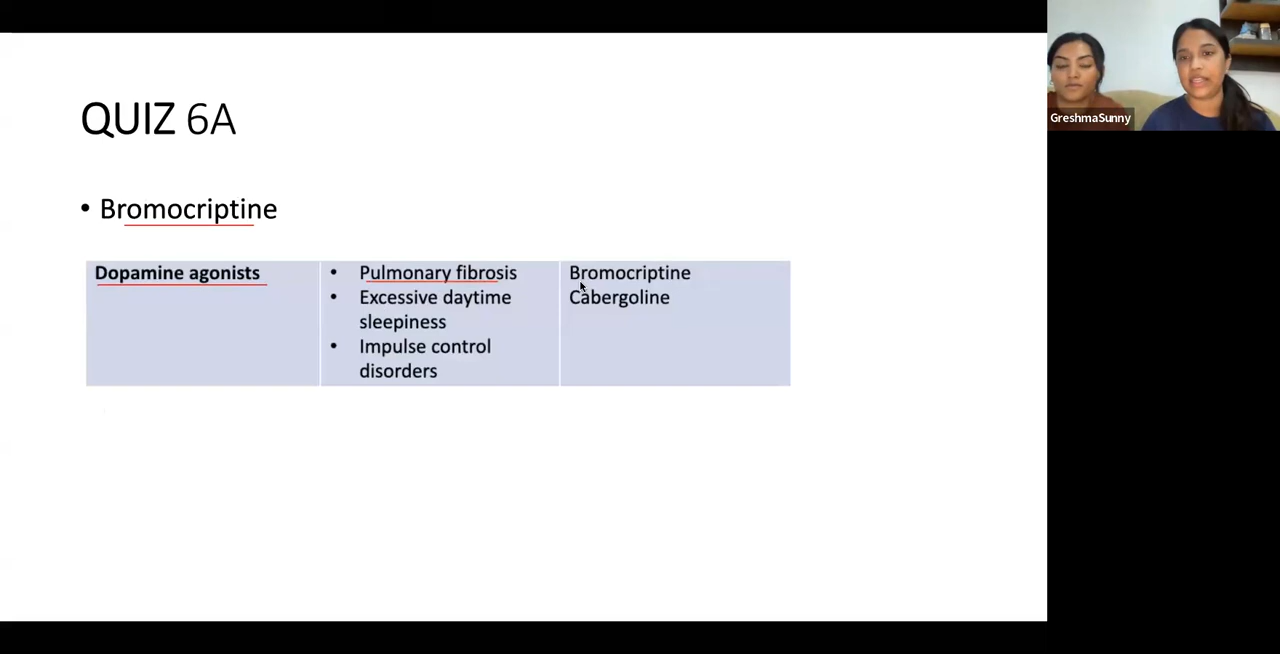 QUIZ 6A
• Bromocriptine
Dopamine agonists
• Pulmonary fibrosis
• Excessive daytime
sleepiness
• Impulse control
disorders
Bromocriptine
Cabergoline
GreshmaSunny